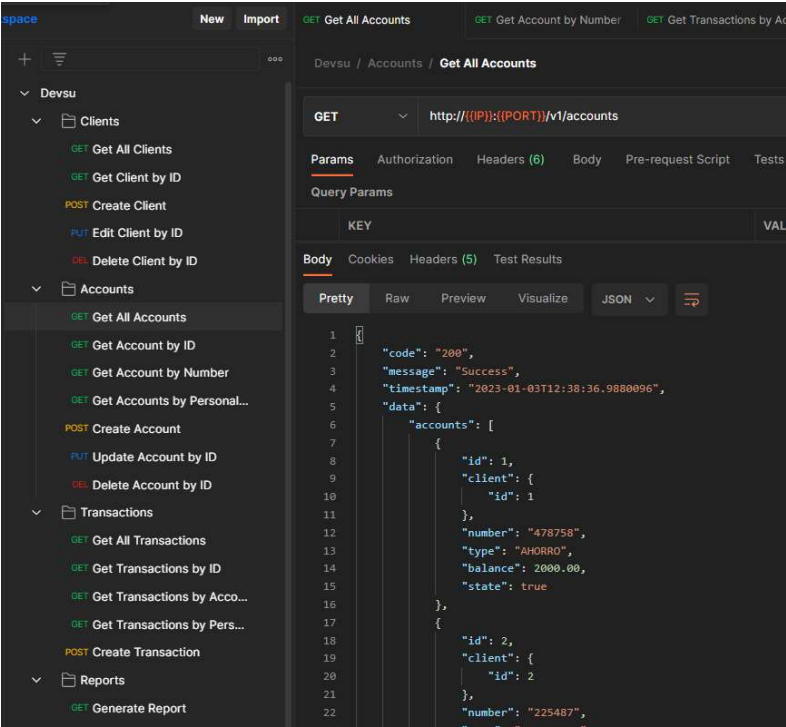 space
New
Import
Devsu
Clients
GET Get All Clients
GET Get Client by ID
POST Create Client
PUT Edit Client by ID
DEL Delete Client by ID
Accounts
GET Get All Accounts
GET Get Account by ID
GET Get Account by Number
GET Get Accounts by Personal...
POST Create Account
PUT Update Account by ID
DEL Delete Account by ID
Transactions
GET Get All Transactions
GET Get Transactions by ID
GET Get Transactions by Acco...
GET Get Transactions by Pers...
POST Create Transaction
Reports
GET Generate Report
GET Get All Accounts
GET Get Account by Number
GET Get Transactions by Ac
Devsu / Accounts / Get All Accounts
GET
http://{{IP}}:{{PORT}}/v1/accounts
Params Authorization Headers (6) Body Pre-request Script Tests
Query Params
KEY VAL
Body Cookies Headers (5) Test Results
Pretty Raw Preview Visualize JSON
1 {
2 "code": "200",
3 "message": "Success",
4 "timestamp": "2023-01-03T12:38:36.9880096",
5 "data": {
6 "accounts": [
7 {
8 "id": 1,
9 "client": {
10 "id": 1
11 },
12 "number": "478758",
13 "type": "AHORRO",
14 "balance": 2000.00,
15 "state": true
16 },
17 {
18 "id": 2,
19 "client": {
20 "id": 2
21 },
22 "number": "225487",